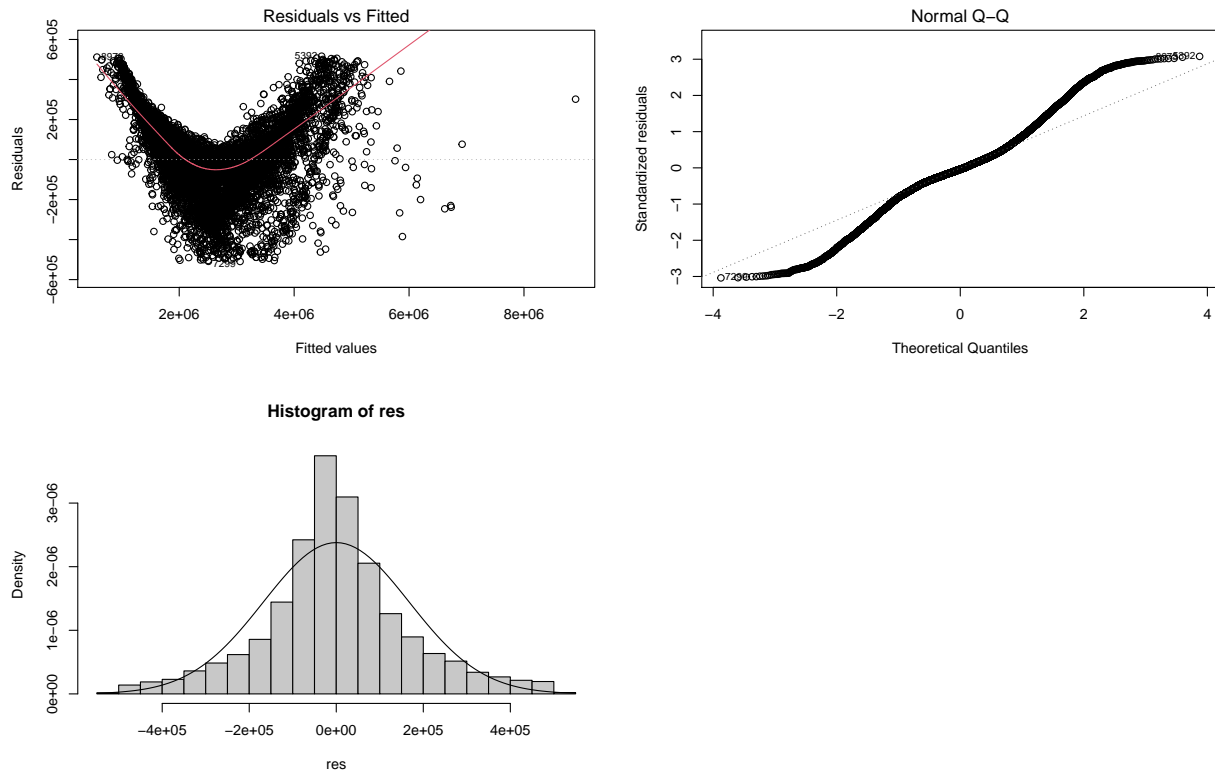 Residuals vs Fitted
Residuals
−6e+05
−2e+05
2e+05
6e+05
5392
7299
2e+06 4e+06 6e+06 8e+06
Fitted values
Normal Q−Q
Standardized residuals
−3
−2
−1
0
1
2
3
−4 −2 0 2 4
Theoretical Quantiles
Histogram of res
Density
0e+00
1e−06
2e−06
3e−06
−4e+05 −2e+05 0e+00 2e+05 4e+05
res